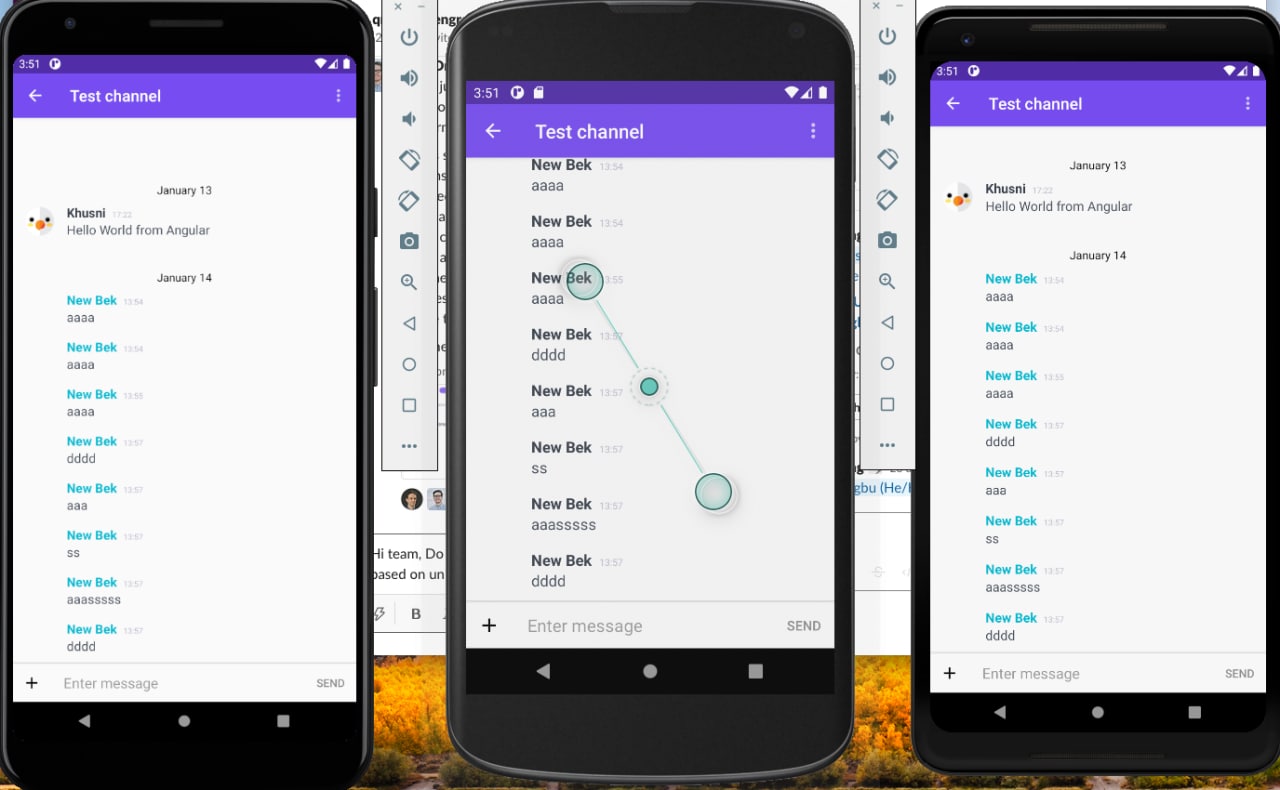 3:51
Test channel
January 13
Khusni 17:22
Hello World from Angular
January 14
New Bek 13:54
aaaa
New Bek 13:54
aaaa
New Bek 13:55
aaaa
New Bek 13:57
dddd
New Bek 13:57
aaa
New Bek 13:57
ss
New Bek 13:57
aaasssss
New Bek 13:57
dddd
+ Enter message SEND
Hi team, Do
based on un
B
3:51
Test channel
New Bek 13:54
aaaa
New Bek 13:54
aaaa
New Bek 13:55
aaaa
New Bek 13:57
dddd
New Bek 13:57
aaa
New Bek 13:57
ss
New Bek 13:57
aaasssss
New Bek 13:57
dddd
+ Enter message SEND
gbu (He/H
3:51
Test channel
January 13
Khusni 17:22
Hello World from Angular
January 14
New Bek 13:54
aaaa
New Bek 13:54
aaaa
New Bek 13:55
aaaa
New Bek 13:57
dddd
New Bek 13:57
aaa
New Bek 13:57
ss
New Bek 13:57
aaasssss
New Bek 13:57
dddd
+ Enter message SEND